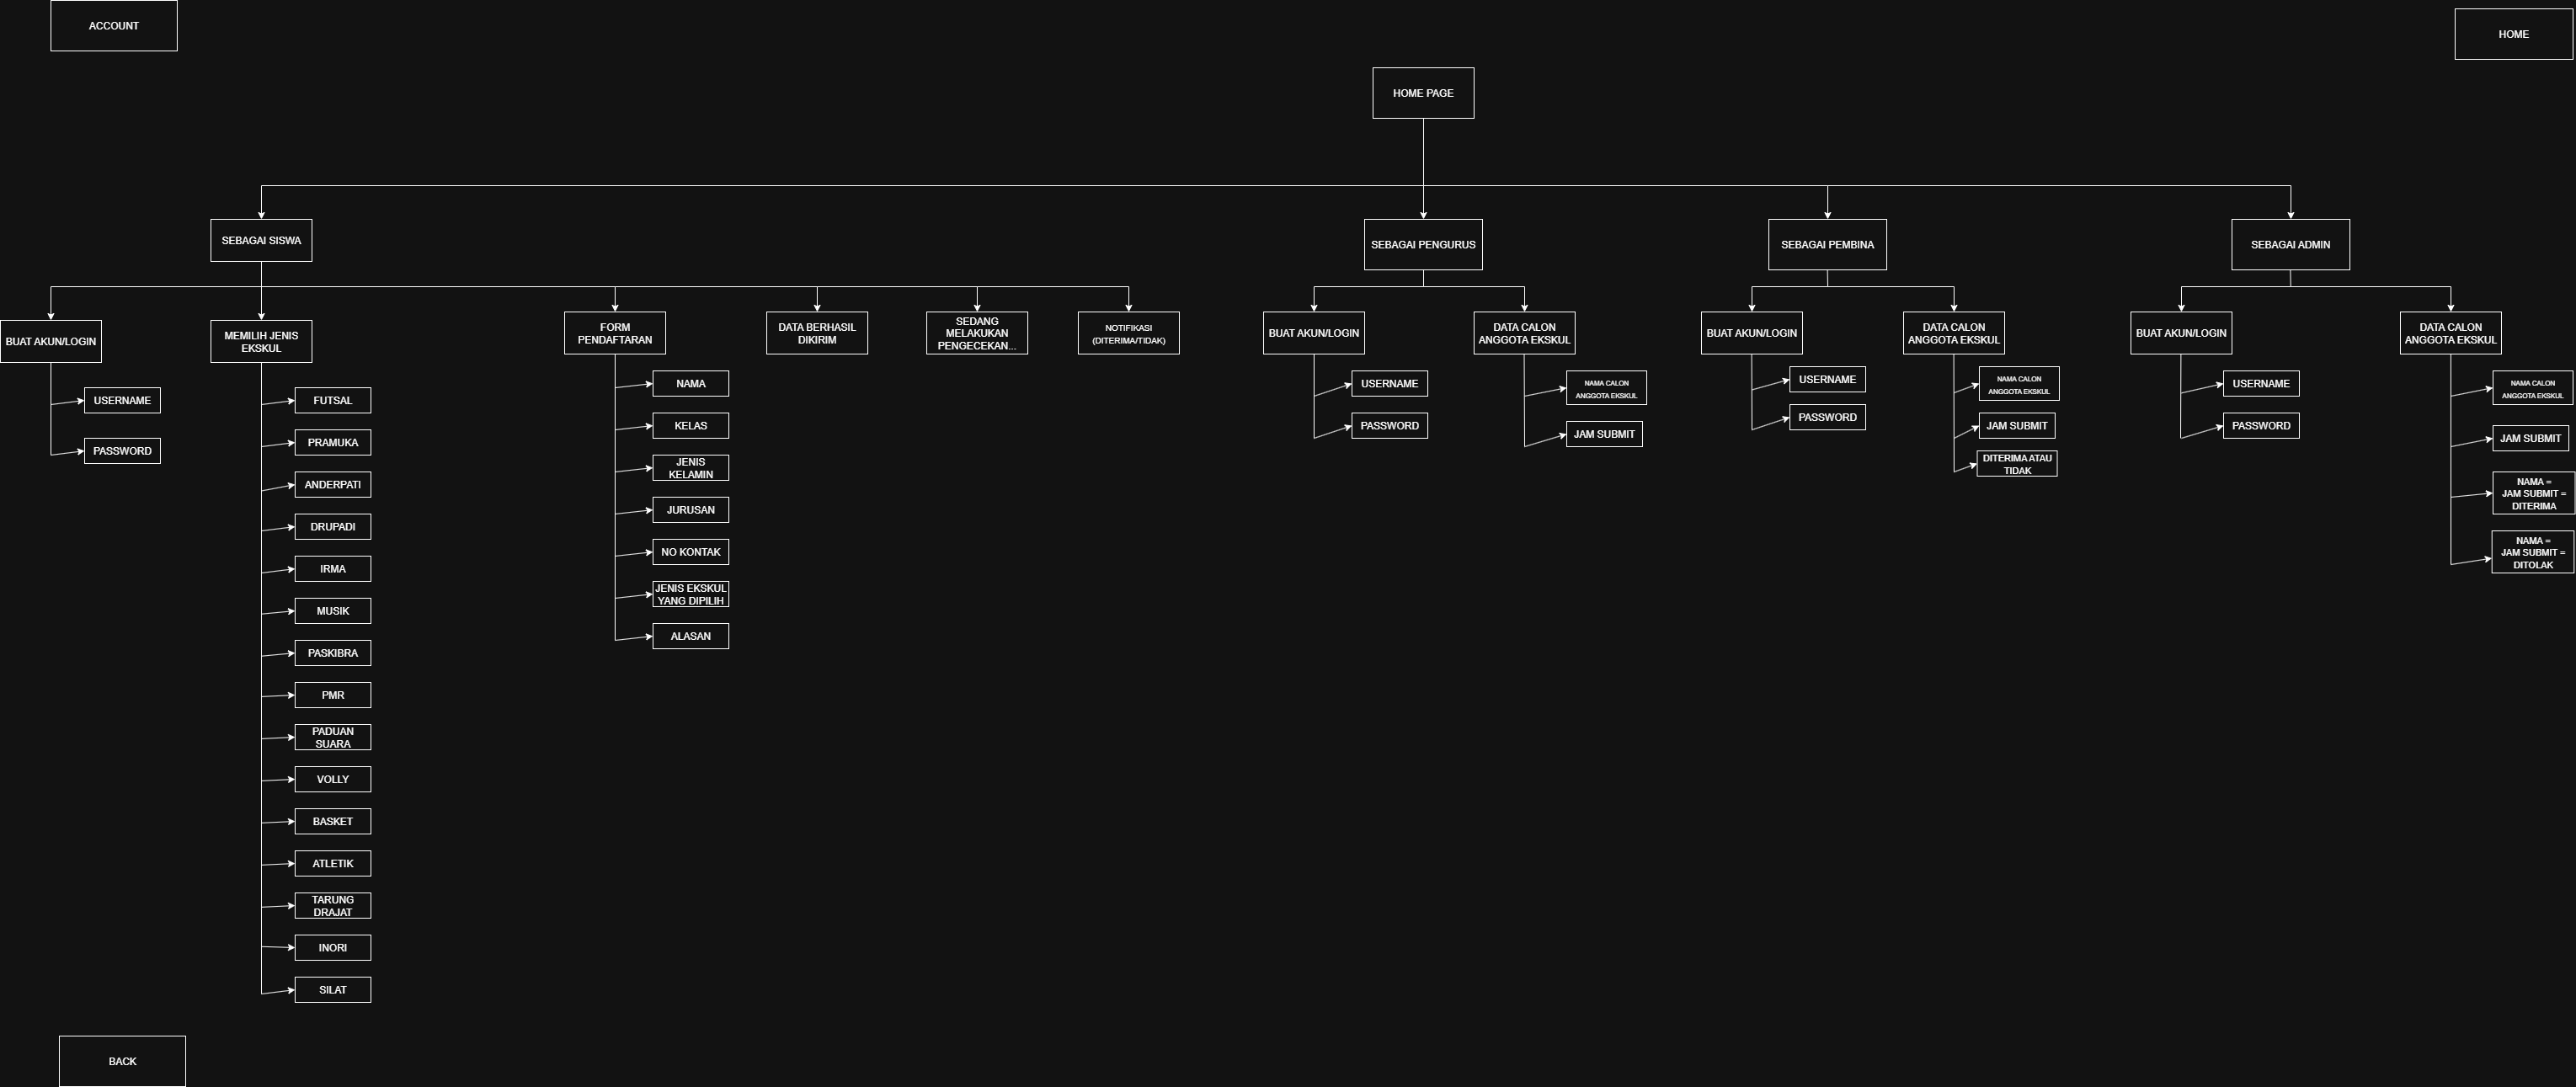 ACCOUNT
HOME
HOME PAGE
SEBAGAI SISWA
SEBAGAI PENGURUS
SEBAGAI PEMBINA
SEBAGAI ADMIN
BUAT AKUN/LOGIN
USERNAME
PASSWORD
MEMILIH JENIS
EKSKUL
FUTSAL
PRAMUKA
ANDERPATI
DRUPADI
IRMA
MUSIK
PASKIBRA
PMR
PADUAN
SUARA
VOLLY
BASKET
ATLETIK
TARUNG
DRAJAT
INORI
SILAT
FORM
PENDAFTARAN
NAMA
KELAS
JENIS
KELAMIN
JURUSAN
NO KONTAK
JENIS EKSKUL
YANG DIPILIH
ALASAN
DATA BERHASIL
DIKIRIM
SEDANG
MELAKUKAN
PENGECEKAN...
NOTIFIKASI
(DITERIMA/TIDAK)
BUAT AKUN/LOGIN
USERNAME
PASSWORD
DATA CALON
ANGGOTA EKSKUL
NAMA CALON
ANGGOTA EKSKUL
JAM SUBMIT
BUAT AKUN/LOGIN
USERNAME
PASSWORD
DATA CALON
ANGGOTA EKSKUL
NAMA CALON
ANGGOTA EKSKUL
JAM SUBMIT
DITERIMA ATAU
TIDAK
BUAT AKUN/LOGIN
USERNAME
PASSWORD
DATA CALON
ANGGOTA EKSKUL
NAMA CALON
ANGGOTA EKSKUL
JAM SUBMIT
NAMA =
JAM SUBMIT =
DITERIMA
NAMA =
JAM SUBMIT =
DITOLAK
BACK